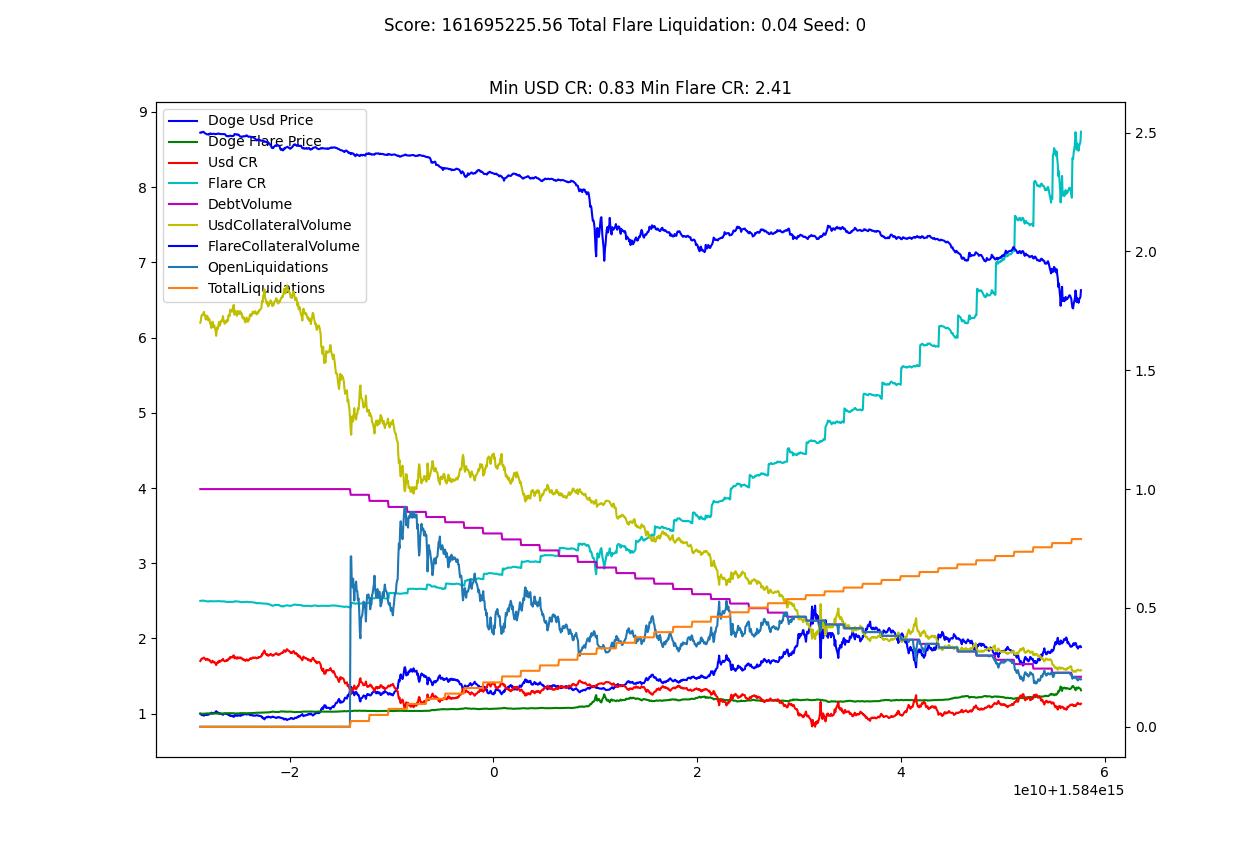 Score: 161695225.56 Total Flare Liquidation: 0.04 Seed: 0
Min USD CR: 0.83 Min Flare CR: 2.41
9
8
7
6
5
4
3
2
1
Doge Usd Price
Doge Flare Price
Usd CR
Flare CR
DebtVolume
UsdCollateralVolume
FlareCollateralVolume
OpenLiquidations
TotalLiquidations
2.5
2.0
1.5
1.0
0.5
0.0
−2
0
2
4
6
1e10+1.584e15